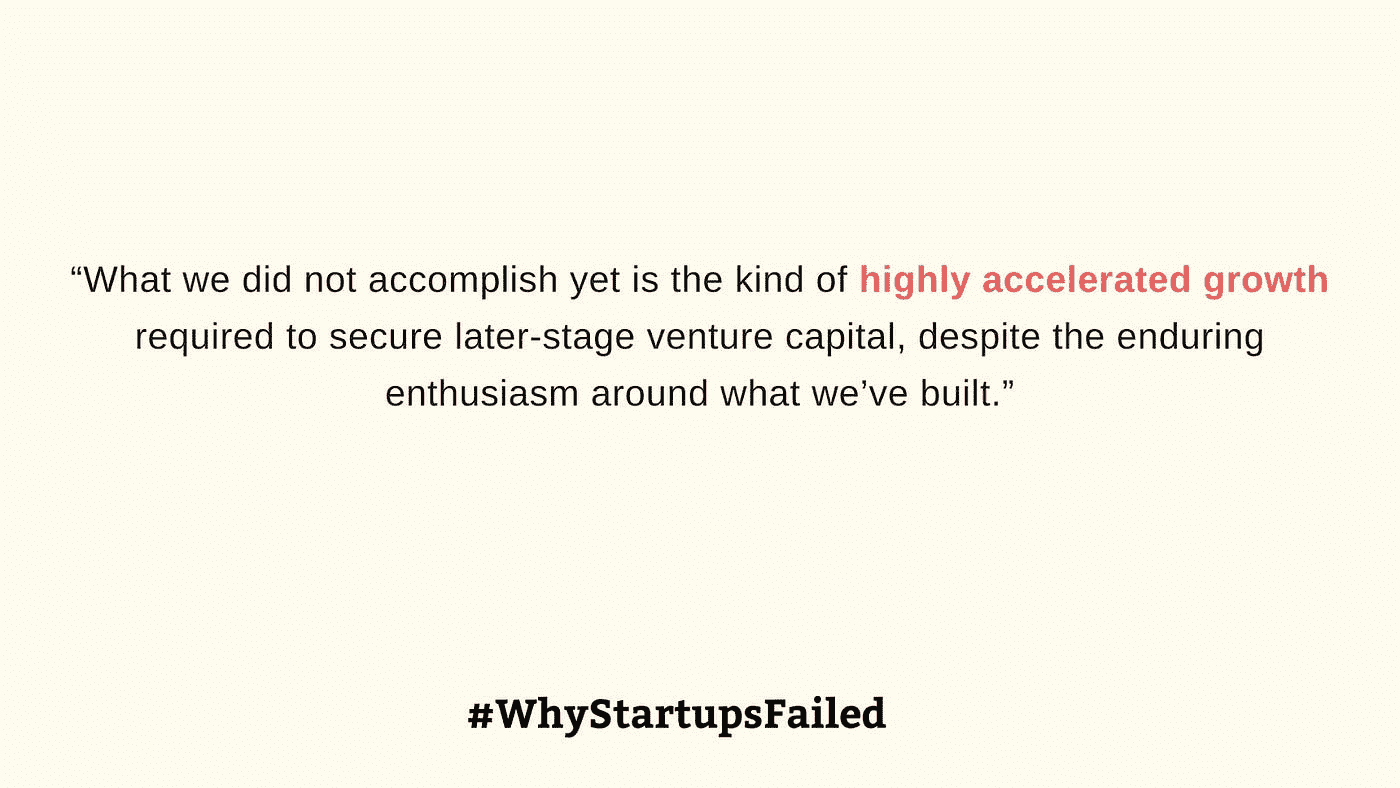 “What we did not accomplish yet is the kind of highly accelerated growth
required to secure later-stage venture capital, despite the enduring
enthusiasm around what we’ve built.”
#WhyStartupsFailed